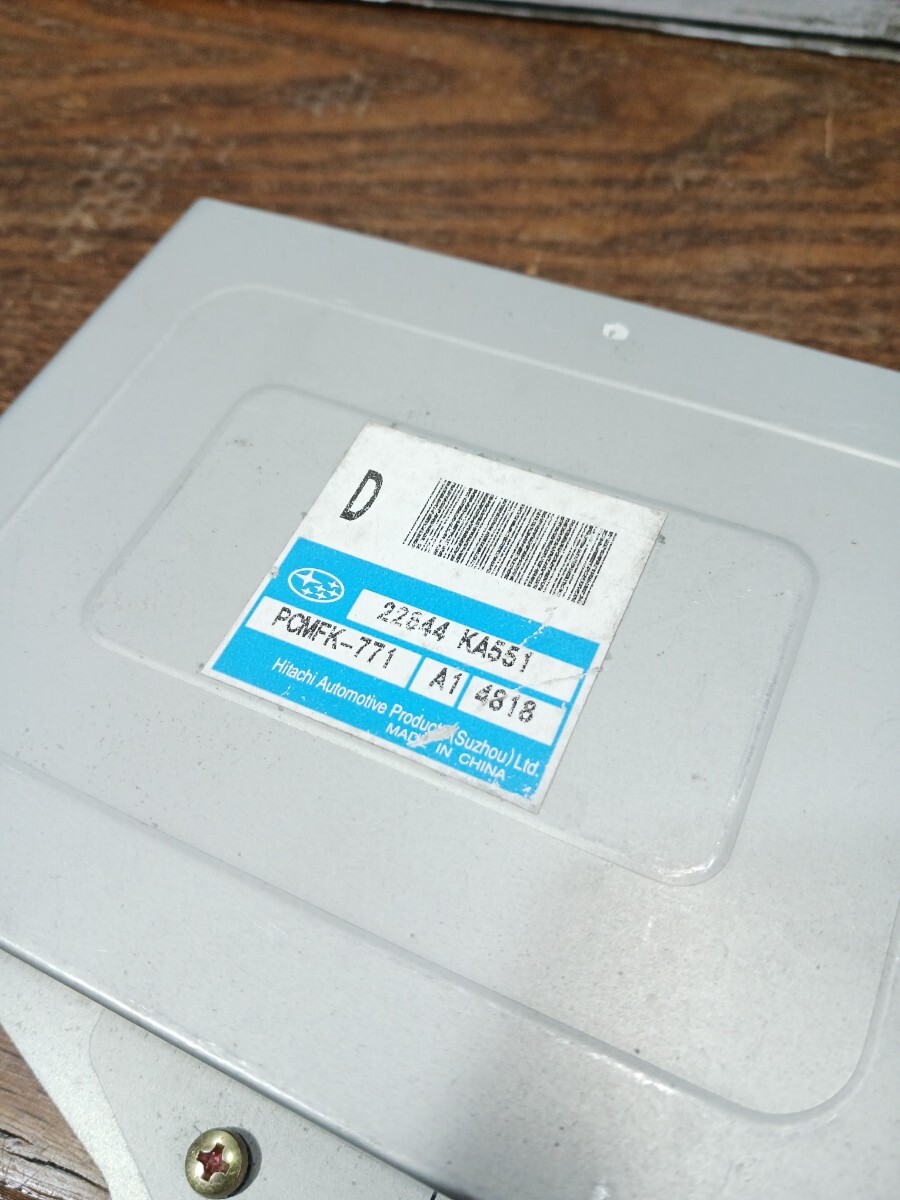 D
22644 KA551
PCMFK-771 A1 4818
Hitachi Automotive Products (Suzhou) Ltd.
MADE IN CHINA